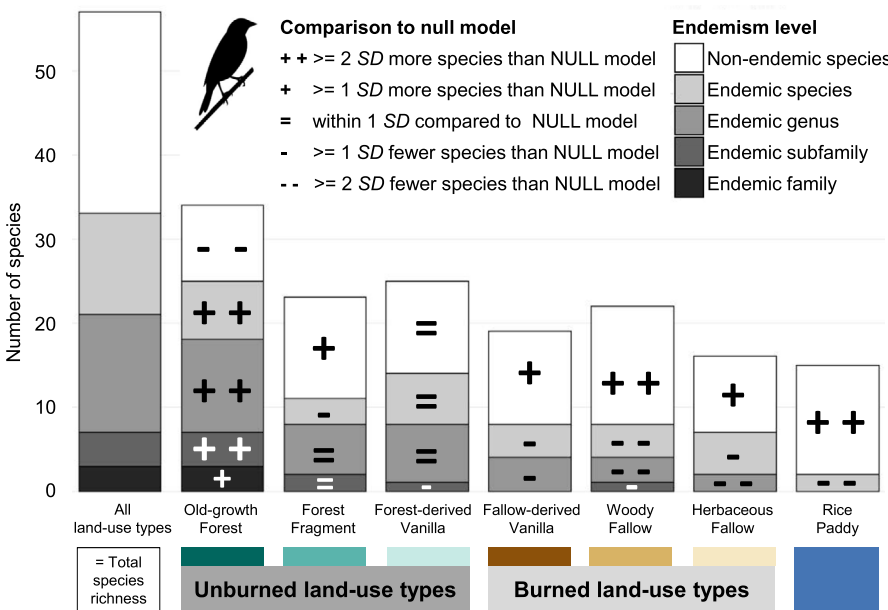 Comparison to null model
+ + >= 2 SD more species than NULL model
+ >= 1 SD more species than NULL model
= within 1 SD compared to NULL model
- >= 1 SD fewer species than NULL model
- - >= 2 SD fewer species than NULL model
Endemism level
Non-endemic species
Endemic species
Endemic genus
Endemic subfamily
Endemic family
Number of species
50
40
30
20
10
0
- -
+ +
+ +
+ +
+
+
-
=
=
=
=
=
-
+
-
-
+ +
- -
- -
-
+
-
- -
+ +
- -
All
land-use types
Old-growth
Forest
Forest
Fragment
Forest-derived
Vanilla
Fallow-derived
Vanilla
Woody
Fallow
Herbaceous
Fallow
Rice
Paddy
= Total
species
richness
Unburned land-use types
Burned land-use types